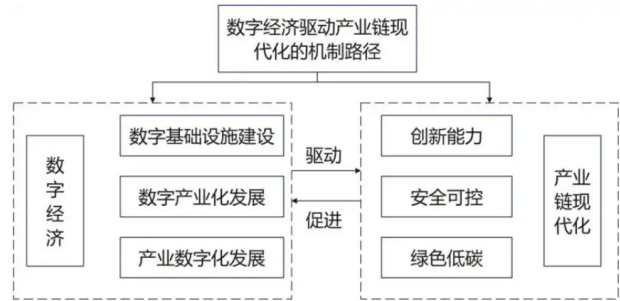 数字经济驱动产业链现
代化的机制路径
数字经济
数字基础设施建设
数字产业化发展
产业数字化发展
驱动
促进
创新能力
安全可控
绿色低碳
产业
链现
代化